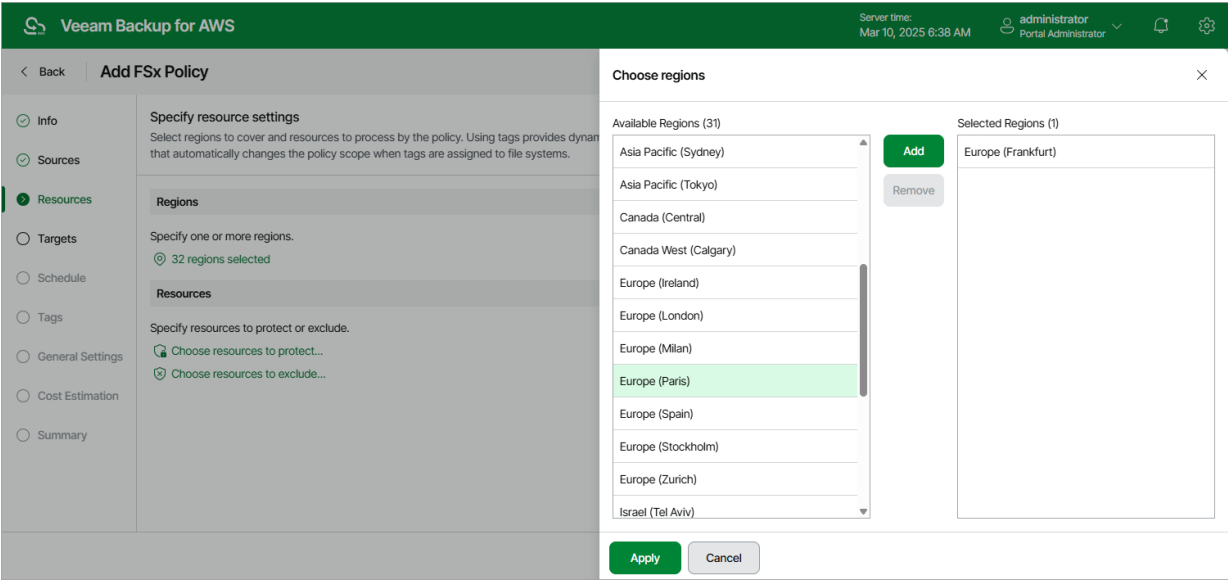 Veeam Backup for AWS
Server time:
Mar 10, 2025 6:38 AM
administrator
Portal Administrator
Back
Add FSx Policy
Info
Sources
Resources
Targets
Schedule
Tags
General Settings
Cost Estimation
Summary
Specify resource settings
Select regions to cover and resources to process by the policy. Using tags provides dynam
that automatically changes the policy scope when tags are assigned to file systems.
Regions
Specify one or more regions.
32 regions selected
Resources
Specify resources to protect or exclude.
Choose resources to protect...
Choose resources to exclude...
Choose regions
Available Regions (31)
Asia Pacific (Sydney)
Asia Pacific (Tokyo)
Canada (Central)
Canada West (Calgary)
Europe (Ireland)
Europe (London)
Europe (Milan)
Europe (Paris)
Europe (Spain)
Europe (Stockholm)
Europe (Zurich)
Israel (Tel Aviv)
Add
Remove
Selected Regions (1)
Europe (Frankfurt)
Apply
Cancel